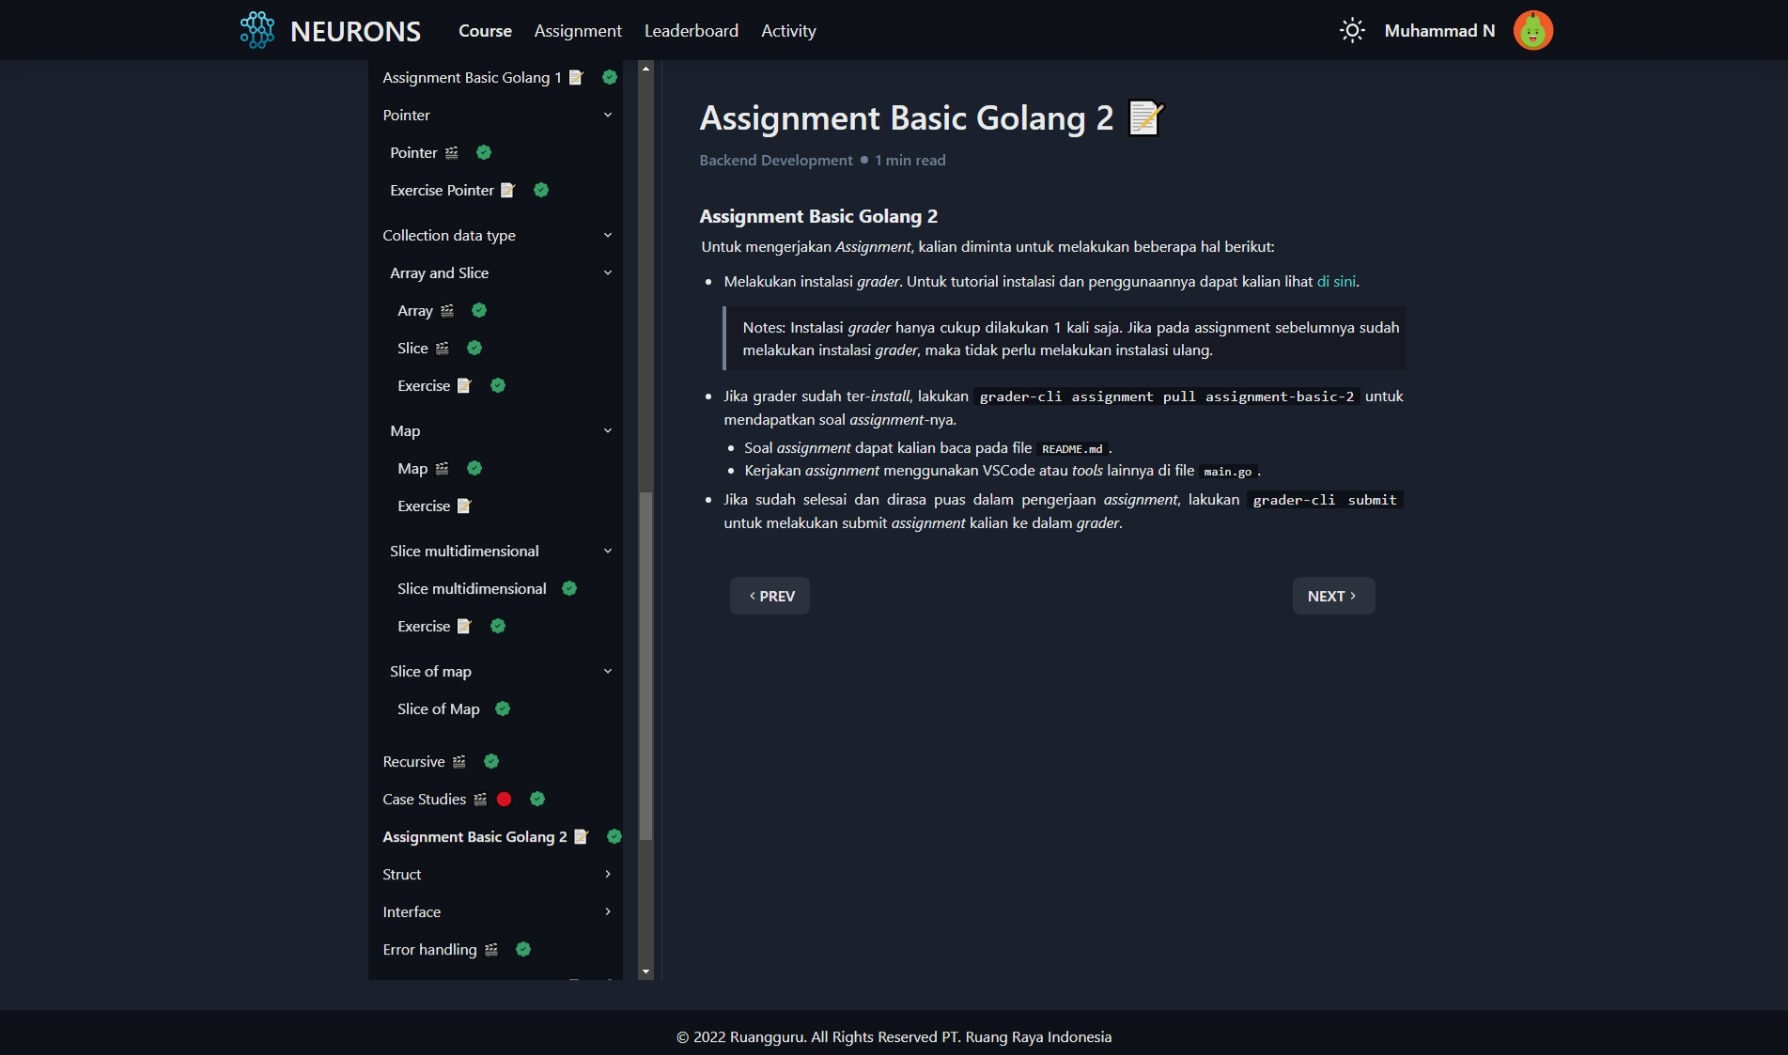 NEURONS
Course
Assignment
Leaderboard
Activity
Muhammad N
Assignment Basic Golang 1
Pointer
Pointer
Exercise Pointer
Collection data type
Array and Slice
Array
Slice
Exercise
Map
Map
Exercise
Slice multidimensional
Slice multidimensional
Exercise
Slice of map
Slice of Map
Recursive
Case Studies
Assignment Basic Golang 2
Struct
Interface
Error handling
Assignment Basic Golang 2
Backend Development • 1 min read
Assignment Basic Golang 2
Untuk mengerjakan Assignment, kalian diminta untuk melakukan beberapa hal berikut:
• Melakukan instalasi grader. Untuk tutorial instalasi dan penggunaannya dapat kalian lihat di sini.
Notes: Instalasi grader hanya cukup dilakukan 1 kali saja. Jika pada assignment sebelumnya sudah
melakukan instalasi grader, maka tidak perlu melakukan instalasi ulang.
• Jika grader sudah ter-install, lakukan grader-cli assignment pull assignment-basic-2 untuk
mendapatkan soal assignment-nya.
• Soal assignment dapat kalian baca pada file README.md .
• Kerjakan assignment menggunakan VSCode atau tools lainnya di file main.go .
• Jika sudah selesai dan dirasa puas dalam pengerjaan assignment, lakukan grader-cli submit
untuk melakukan submit assignment kalian ke dalam grader.
‹ PREV
NEXT ›
© 2022 Ruangguru. All Rights Reserved PT. Ruang Raya Indonesia